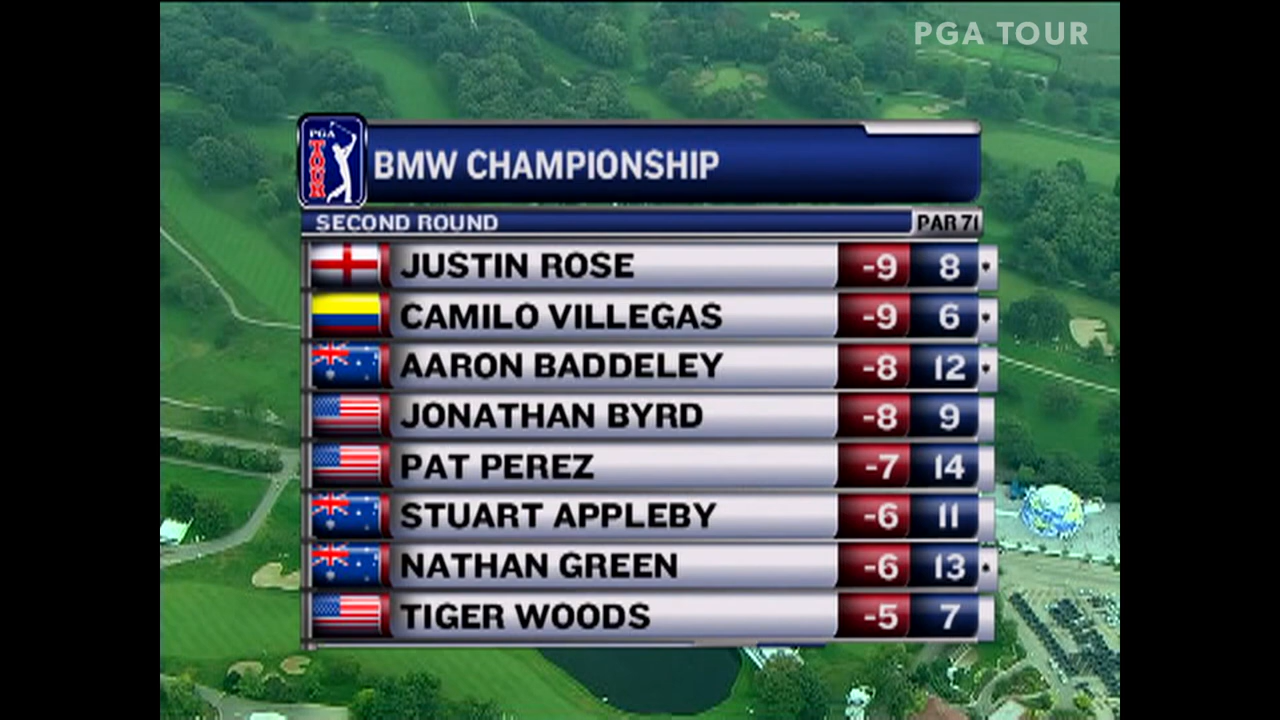 PGA TOUR
PGA TOUR
BMW CHAMPIONSHIP
SECOND ROUND PAR 71
JUSTIN ROSE -9 8 *
CAMILO VILLEGAS -9 6 *
AARON BADDELEY -8 12 *
JONATHAN BYRD -8 9
PAT PEREZ -7 14
STUART APPLEBY -6 11
NATHAN GREEN -6 13 *
TIGER WOODS -5 7